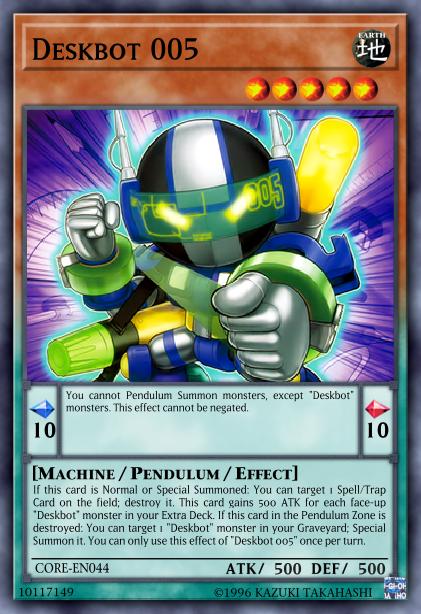 Deskbot 005
EARTH
地
005
You cannot Pendulum Summon monsters, except "Deskbot"
monsters. This effect cannot be negated.
10
10
[Machine / Pendulum / Effect]
If this card is Normal or Special Summoned: You can target 1 Spell/Trap
Card on the field; destroy it. This card gains 500 ATK for each face-up
"Deskbot" monster in your Extra Deck. If this card in the Pendulum Zone is
destroyed: You can target 1 "Deskbot" monster in your Graveyard; Special
Summon it. You can only use this effect of "Deskbot 005" once per turn.
CORE-EN044
ATK/ 500 DEF/ 500
10117149
©1996 KAZUKI TAKAHASHI